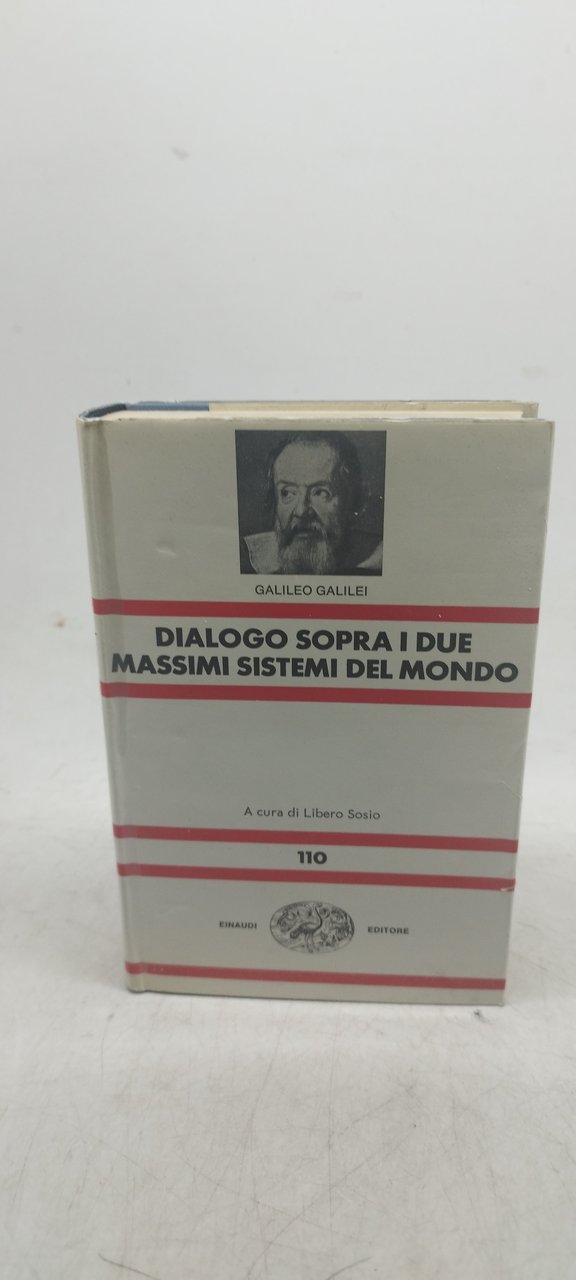 GALILEO GALILEI
DIALOGO SOPRA I DUE
MASSIMI SISTEMI DEL MONDO
A cura di Libero Sosio
110
EINAUDI EDITORE